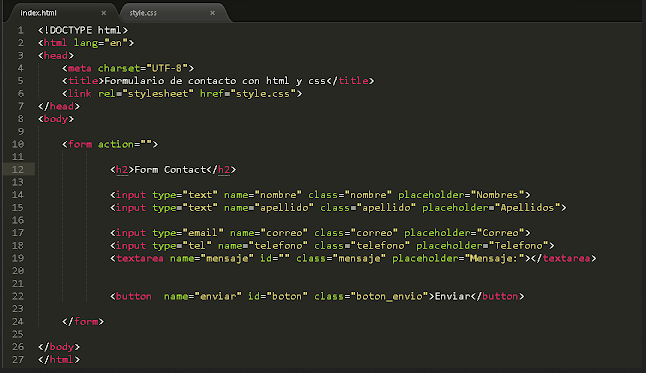 index.html × style.css ×
1 <!DOCTYPE html>
2 <html lang="en">
3 <head>
4 <meta charset="UTF-8">
5 <title>Formulario de contacto con html y css</title>
6 <link rel="stylesheet" href="style.css">
7 </head>
8 <body>
9
10 <form action="">
11
12 <h2>Form Contact</h2>
13
14 <input type="text" name="nombre" class="nombre" placeholder="Nombres">
15 <input type="text" name="apellido" class="apellido" placeholder="Apellidos">
16
17 <input type="email" name="correo" class="correo" placeholder="Correo">
18 <input type="tel" name="telefono" class="telefono" placeholder="Telefono">
19 <textarea name="mensaje" id="" class="mensaje" placeholder="Mensaje:"></textarea>
20
21
22 <button  name="enviar" id="boton" class="boton_envio">Enviar</button>
23
24 </form>
25
26 </body>
27 </html>